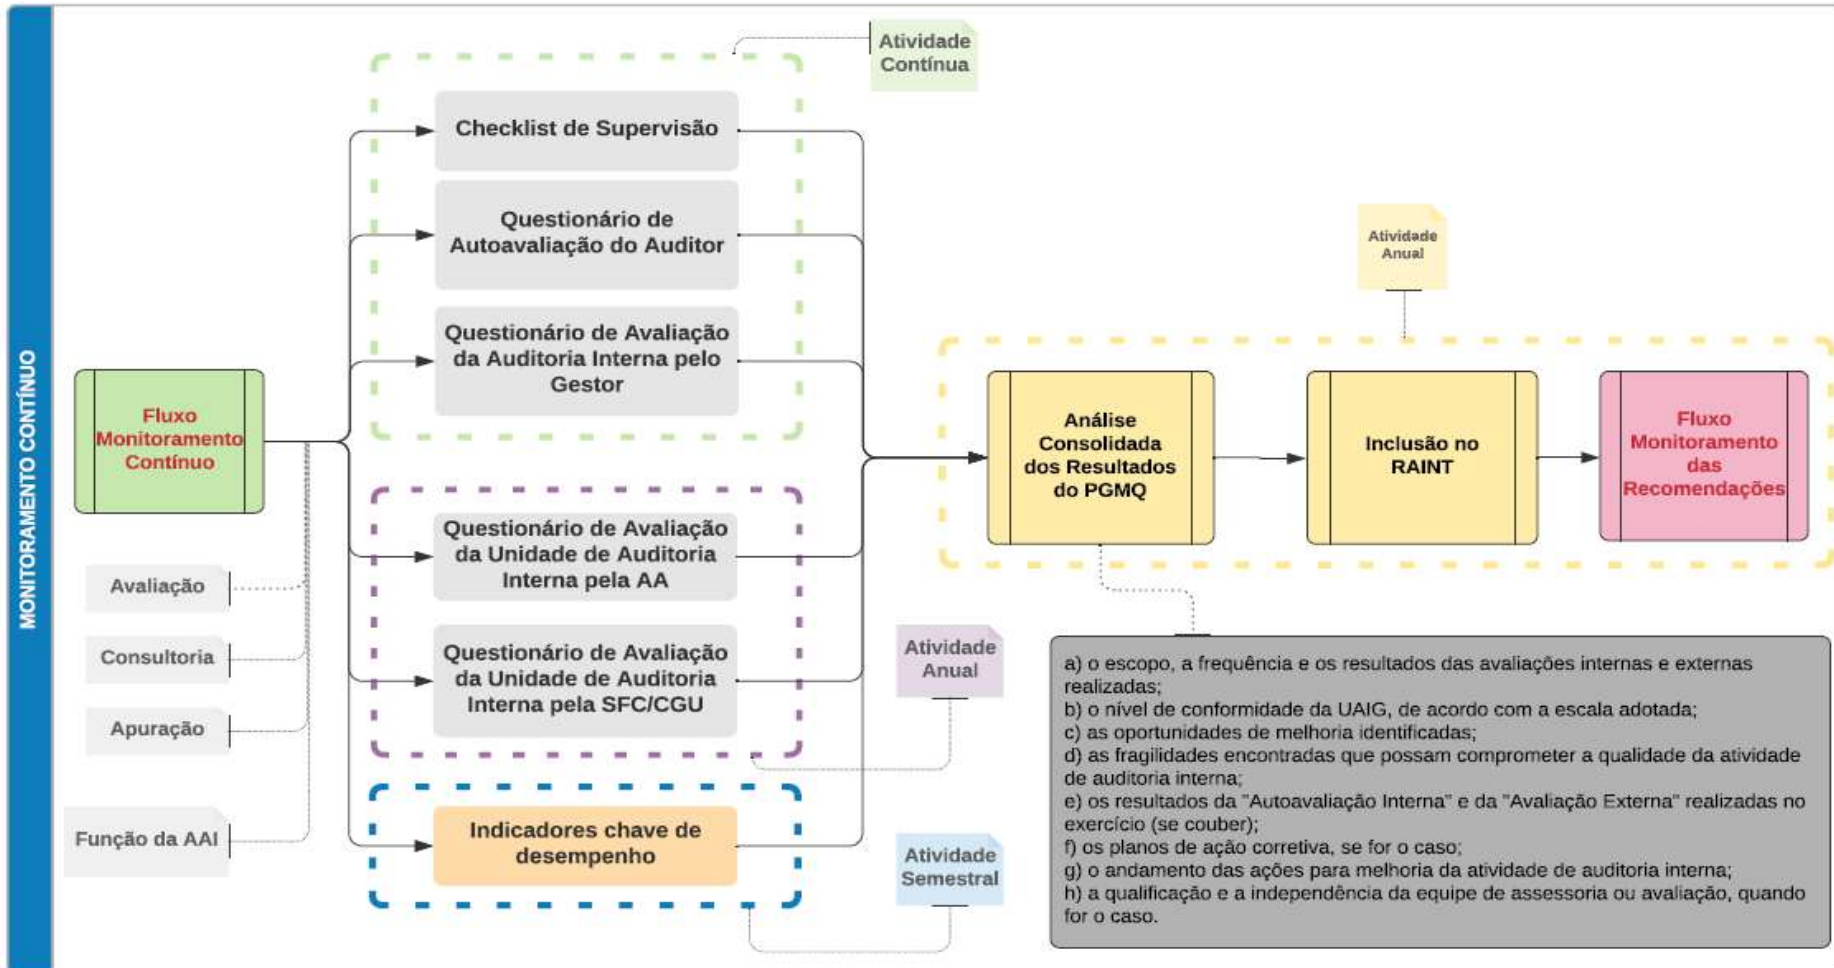 MONITORAMENTO CONTÍNUO
Atividade
Contínua
Checklist de Supervisão
Questionário de
Autoavaliação do Auditor
Questionário de Avaliação
da Auditoria Interna pelo
Gestor
Fluxo
Monitoramento
Contínuo
Avaliação
Consultoria
Apuração
Função da AAI
Questionário de Avaliação
da Unidade de Auditoria
Interna pela AA
Questionário de Avaliação
da Unidade de Auditoria
Interna pela SFC/CGU
Atividade
Anual
Indicadores chave de
desempenho
Atividade
Semestral
Atividade
Anual
Análise
Consolidada
dos Resultados
do PGMQ
Inclusão no
RAINT
Fluxo
Monitoramento
das
Recomendações
a) o escopo, a frequência e os resultados das avaliações internas e externas
realizadas;
b) o nível de conformidade da UAIG, de acordo com a escala adotada;
c) as oportunidades de melhoria identificadas;
d) as fragilidades encontradas que possam comprometer a qualidade da atividade
de auditoria interna;
e) os resultados da "Autoavaliação Interna" e da "Avaliação Externa" realizadas no
exercício (se couber);
f) os planos de ação corretiva, se for o caso;
g) o andamento das ações para melhoria da atividade de auditoria interna;
h) a qualificação e a independência da equipe de assessoria ou avaliação, quando
for o caso.